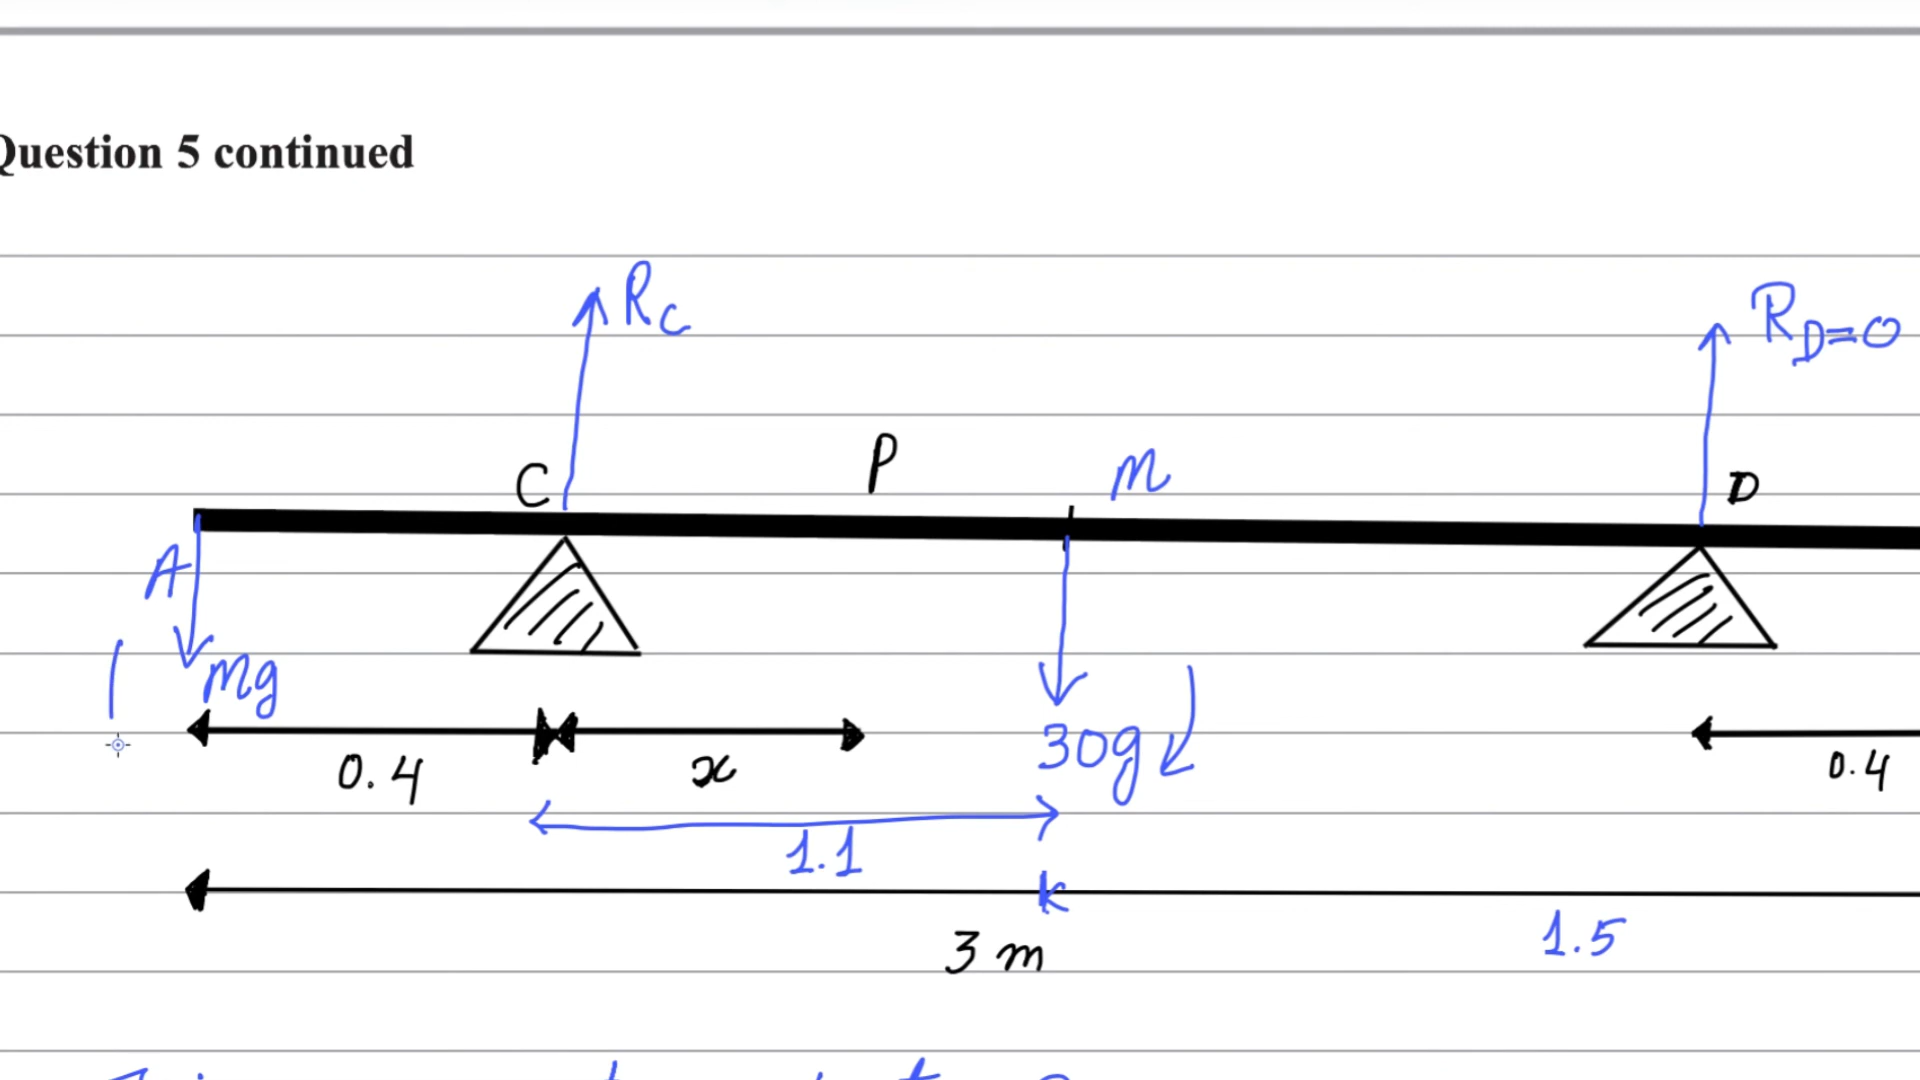 Question 5 continued
Rc
RD=0
C
P
M
D
A
mg
30g
0.4
x
0.4
1.1
k
1.5
3 m